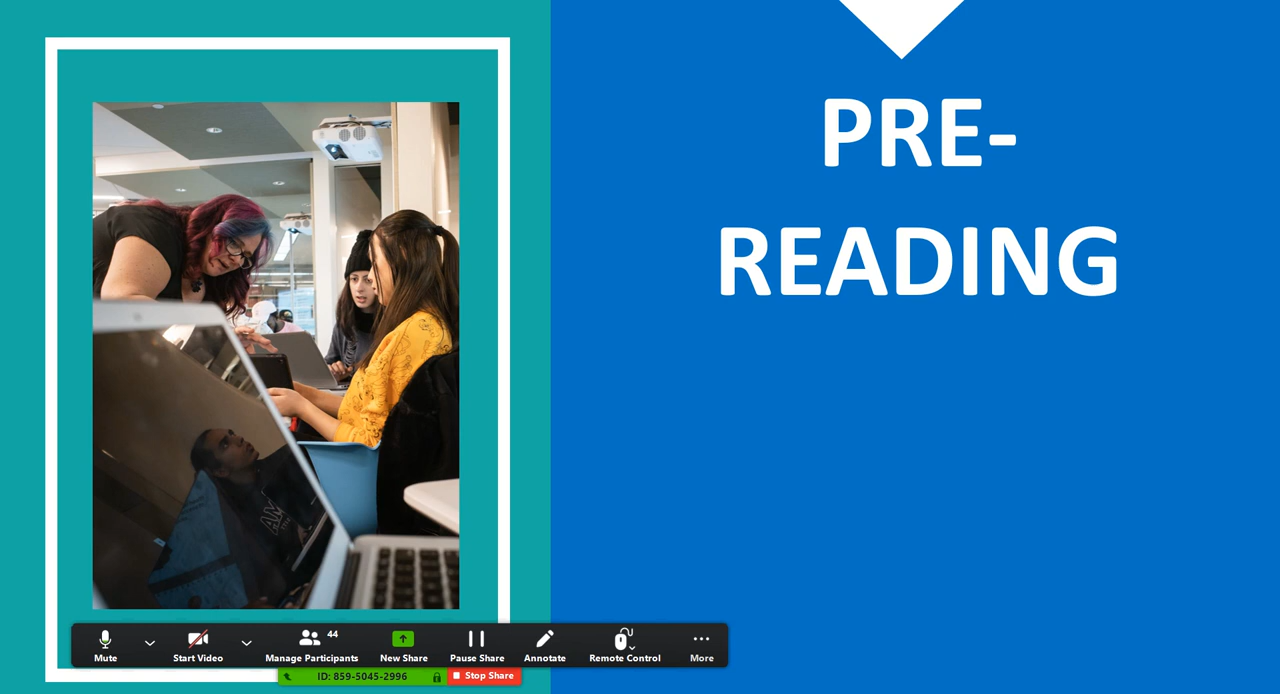 PRE-
READING
44
Mute
Start Video
Manage Participants
New Share
Pause Share
Annotate
Remote Control
More
ID: 859-5045-2996
Stop Share